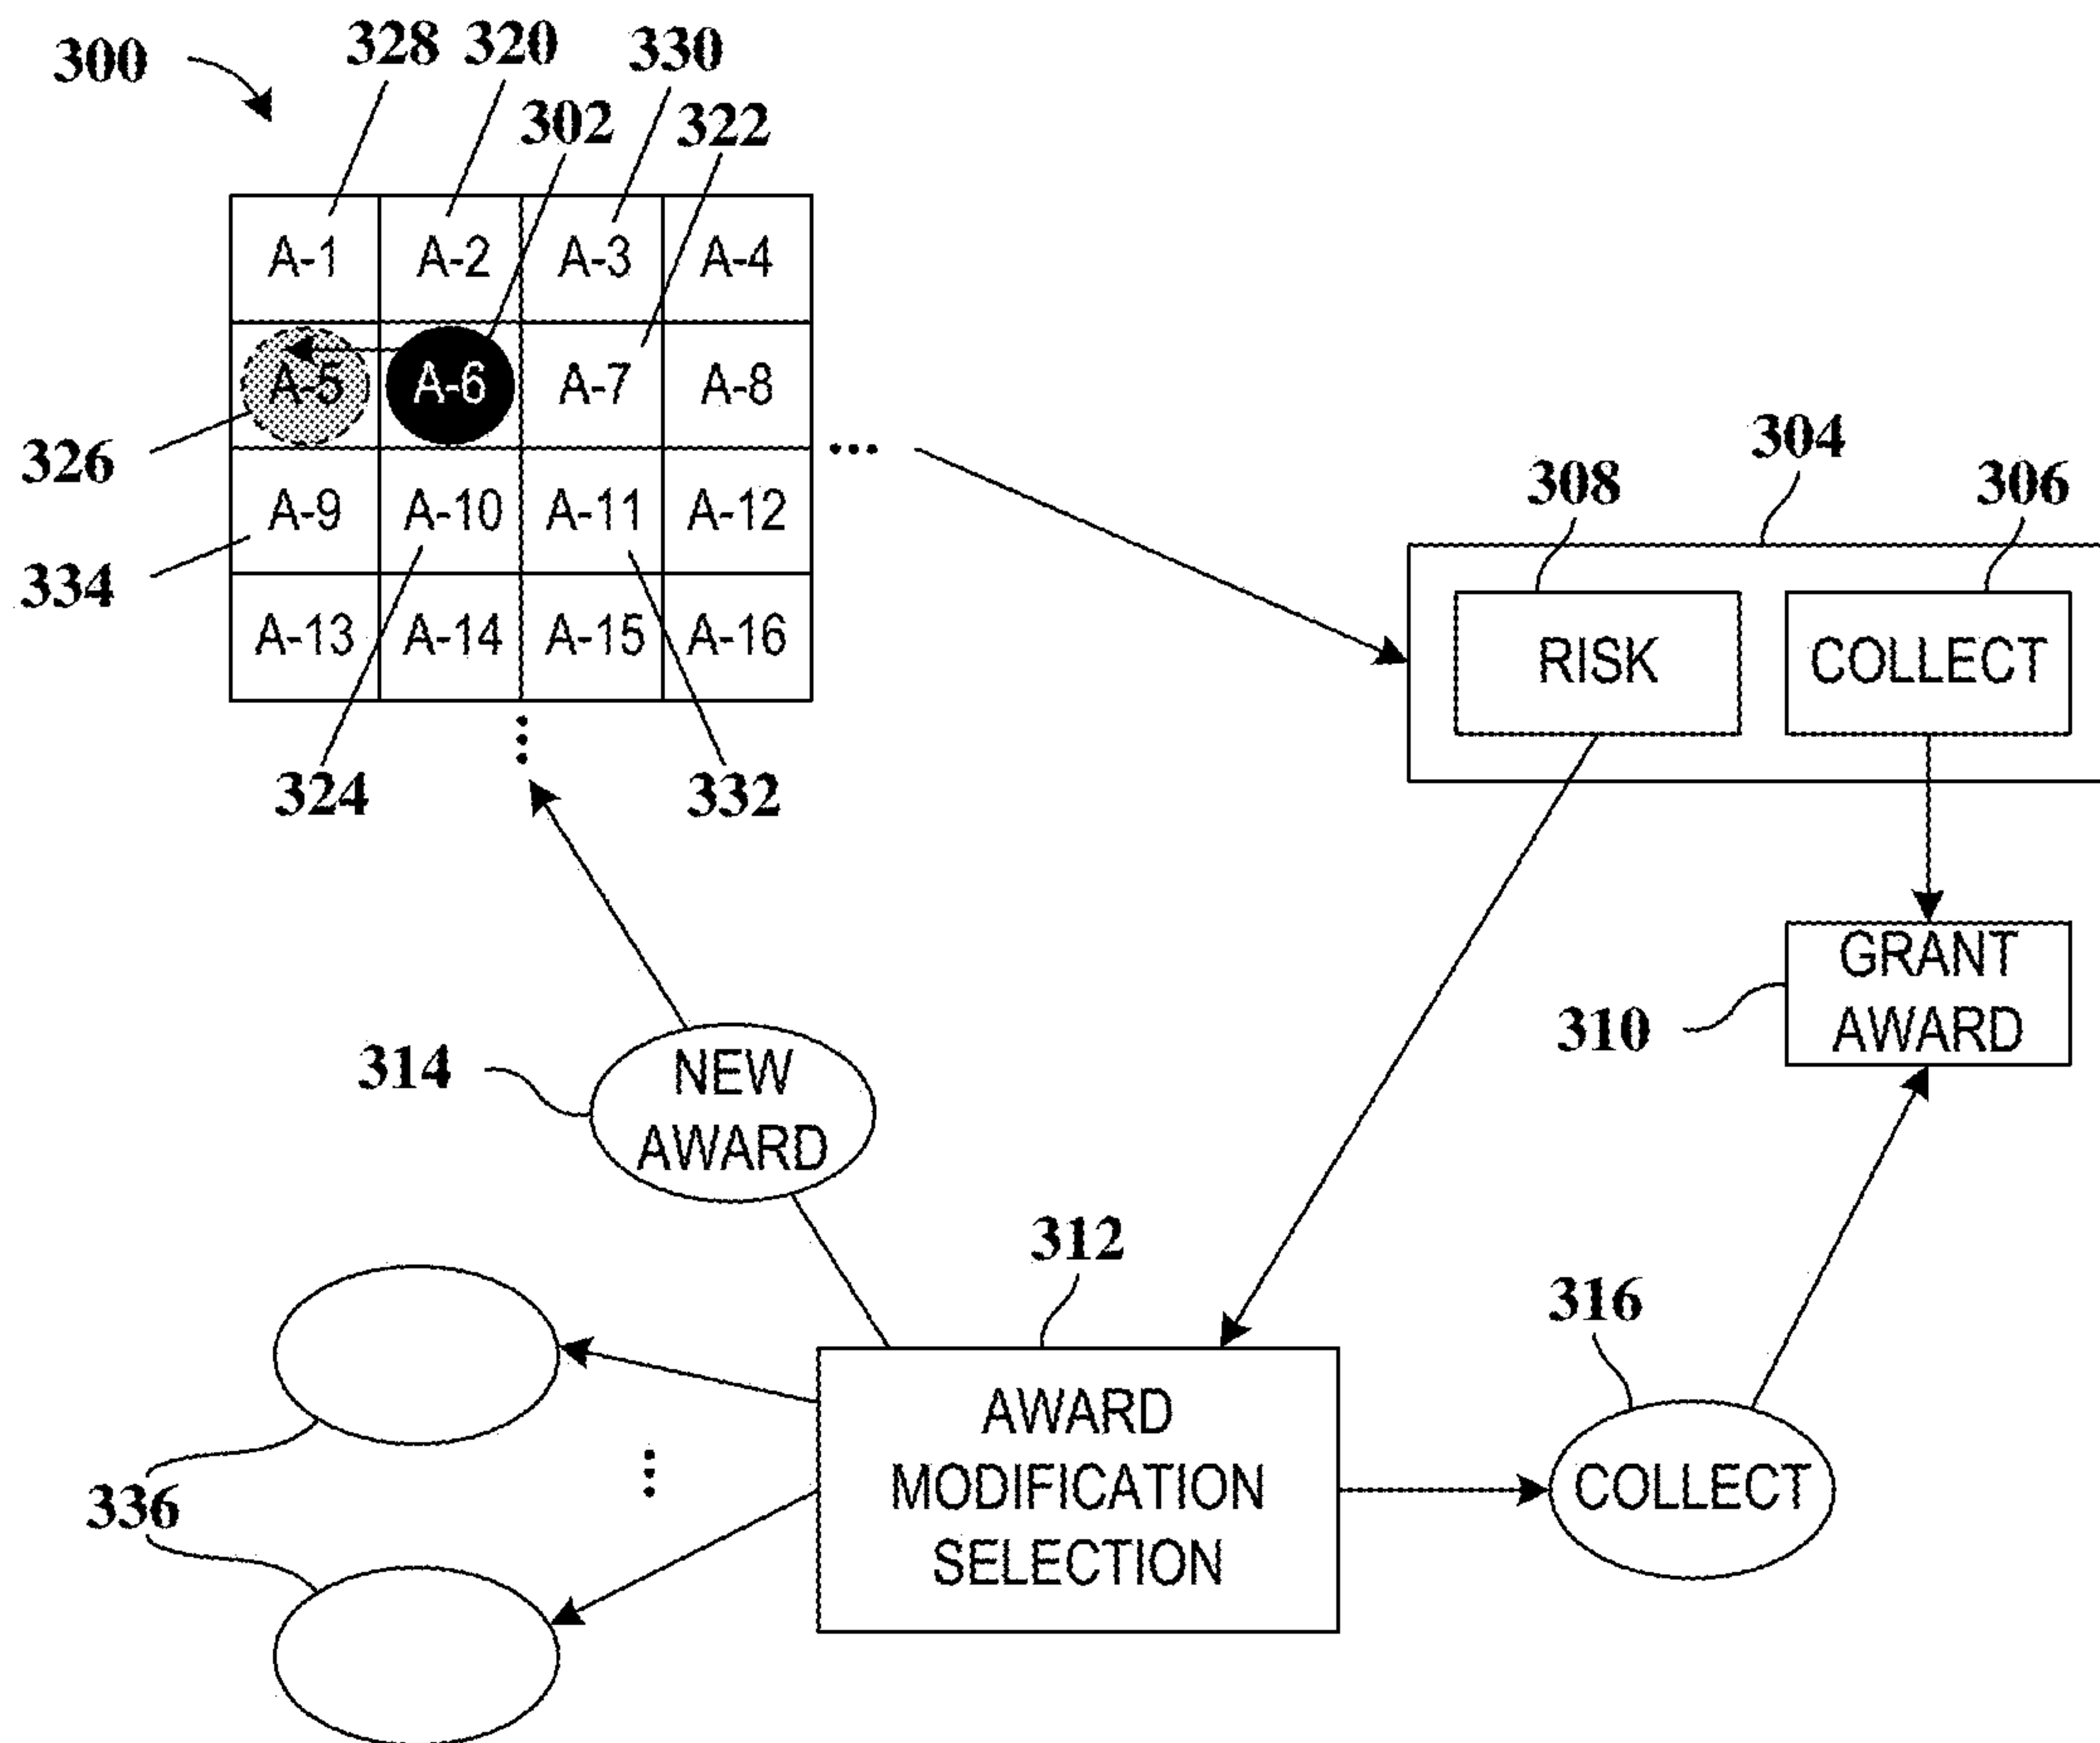 300
328 320 330
302 322
A-1 A-2 A-3 A-4
A-5 A-6 A-7 A-8
326
A-9 A-10 A-11 A-12
334
A-13 A-14 A-15 A-16
324 332
304
308 306
RISK COLLECT
310
GRANT
AWARD
314
NEW
AWARD
312
316
336
AWARD
MODIFICATION
SELECTION
COLLECT